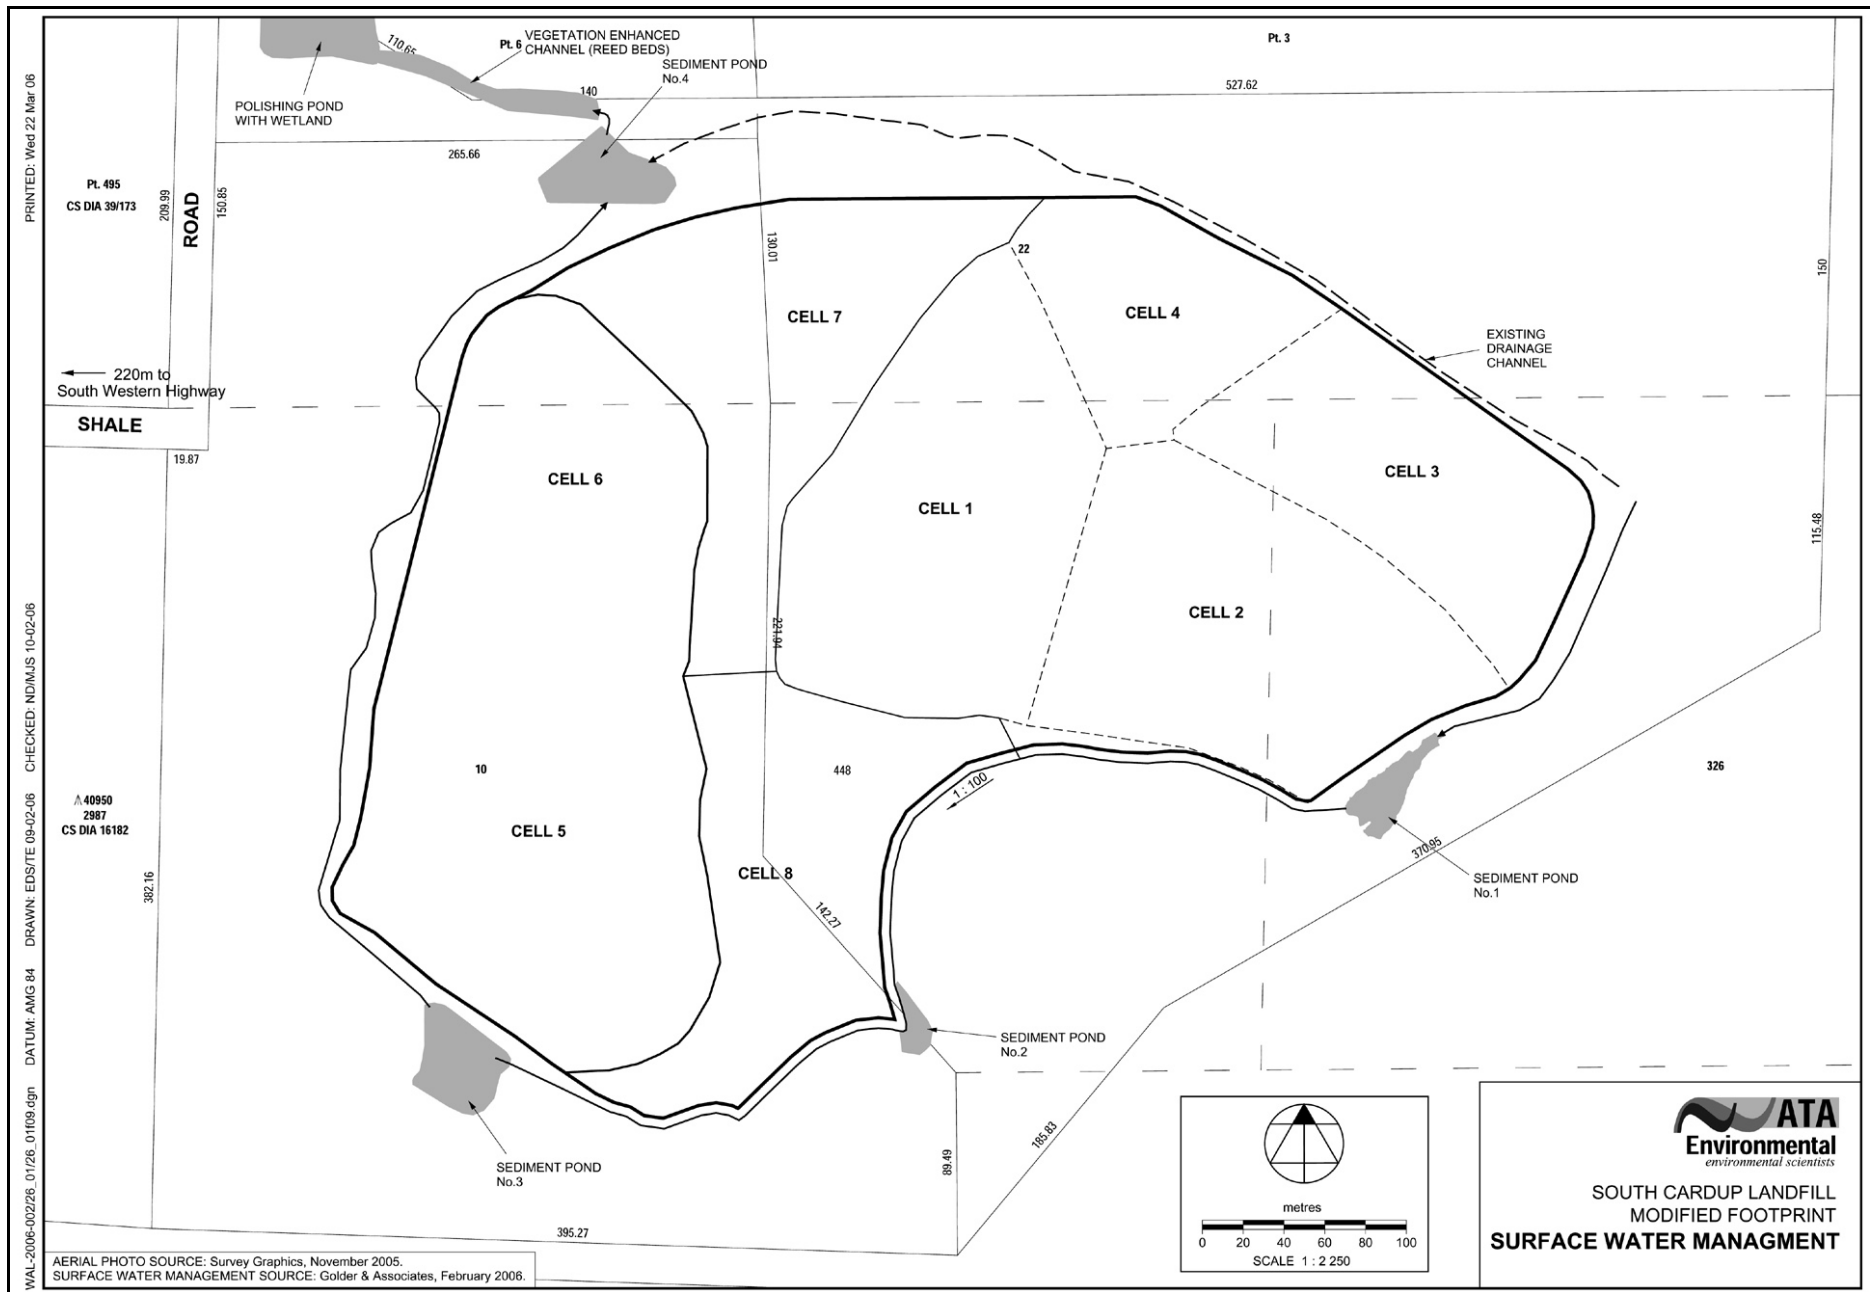 PRINTED: Wed 22 Mar 06
CHECKED: ND/MJS 10-02-06
DRAWN: EDS/TE 09-02-06
DATUM: AMG 84
WAL-2006-002/26_01/26_01f09.dgn
110.65
Pt. 6
VEGETATION ENHANCED
CHANNEL (REED BEDS)
SEDIMENT POND
No.4
140
POLISHING POND
WITH WETLAND
Pt. 3
527.62
265.66
Pt. 495
CS DIA 39/173
209.99
ROAD
150.85
130.01
22
150
CELL 7
CELL 4
EXISTING
DRAINAGE
CHANNEL
220m to
South Western Highway
SHALE
19.87
CELL 6
CELL 1
CELL 3
115.48
CELL 2
221.94
10
448
1 : 100
326
40950
2987
CS DIA 16182
CELL 5
CELL 8
382.16
142.27
370.95
SEDIMENT POND
No.1
SEDIMENT POND
No.2
SEDIMENT POND
No.3
89.49
185.83
395.27
metres
0 20 40 60 80 100
SCALE 1 : 2 250
ATA
Environmental
environmental scientists
SOUTH CARDUP LANDFILL
MODIFIED FOOTPRINT
SURFACE WATER MANAGMENT
AERIAL PHOTO SOURCE: Survey Graphics, November 2005.
SURFACE WATER MANAGEMENT SOURCE: Golder & Associates, February 2006.